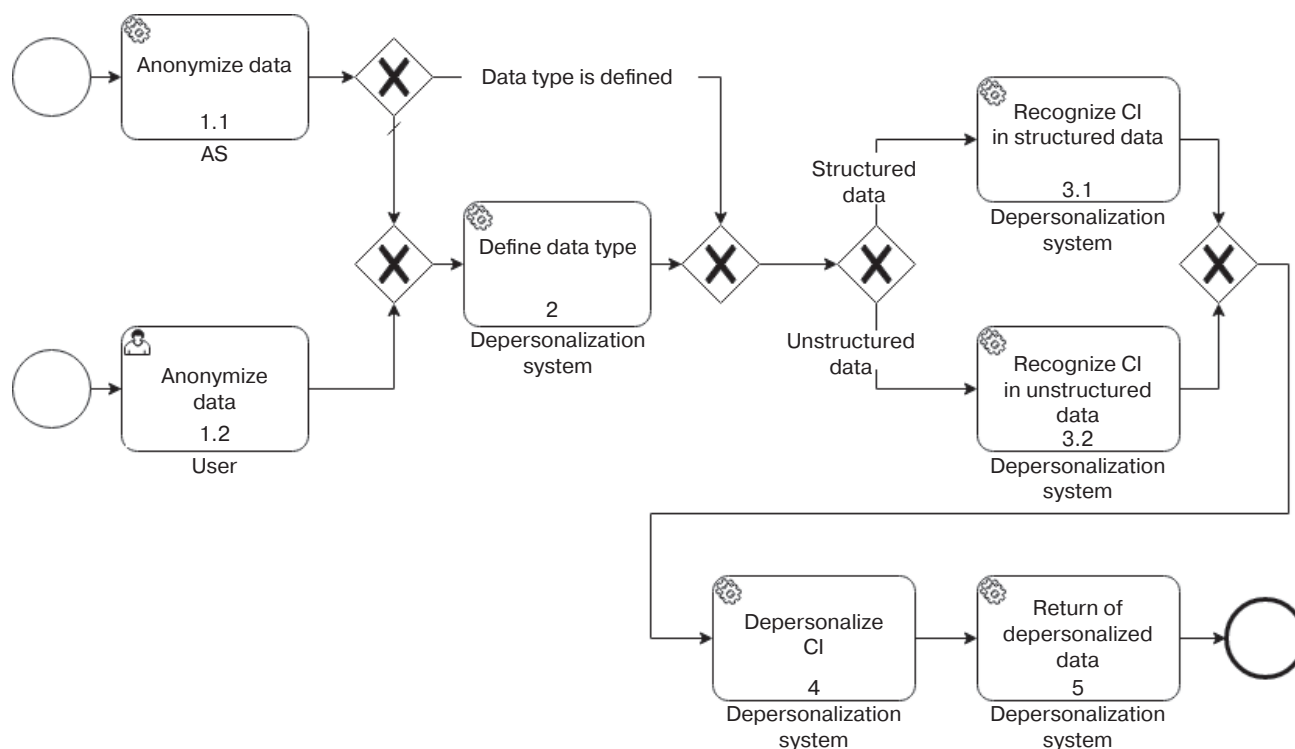 Anonymize data
1.1
AS
Data type is defined
Define data type
2
Depersonalization
system
Anonymize
data
1.2
User
Structured
data
Unstructured
data
Recognize CI
in structured data
3.1
Depersonalization
system
Recognize CI
in unstructured
data
3.2
Depersonalization
system
Depersonalize
CI
4
Depersonalization
system
Return of
depersonalized
data
5
Depersonalization
system